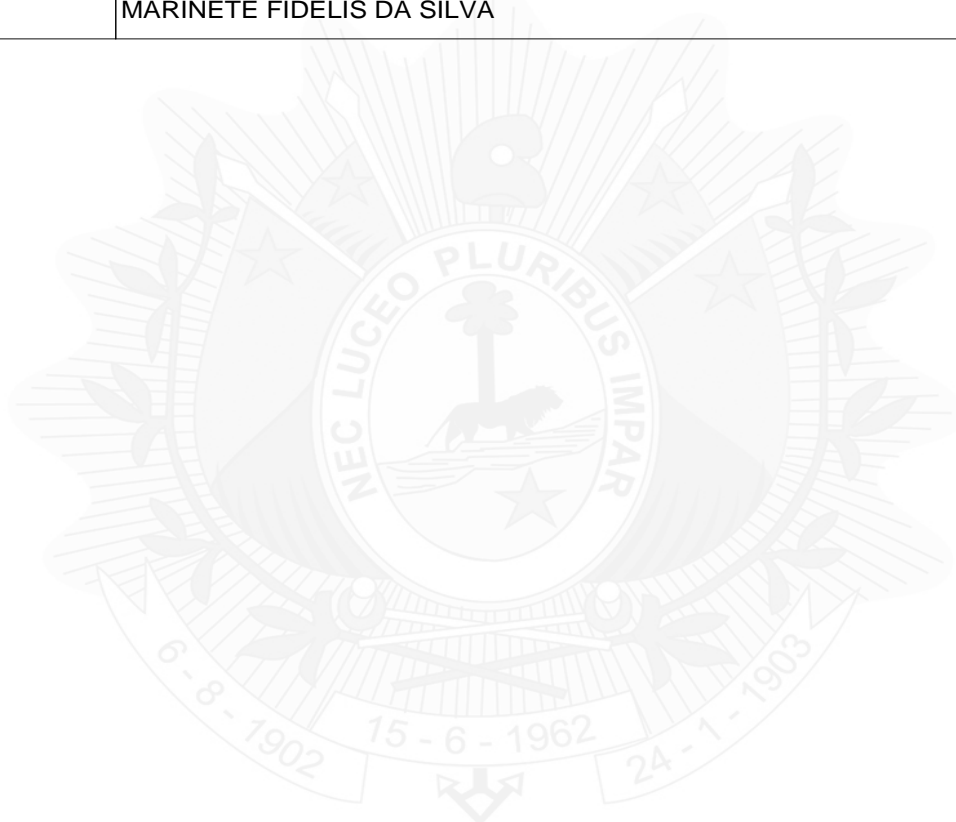 MARINETE FIDELIS DA SILVA
NEC LUCEO PLURIBUS IMPAR
6 - 8 - 1902
15 - 6 - 1962
24 - 1 - 1903